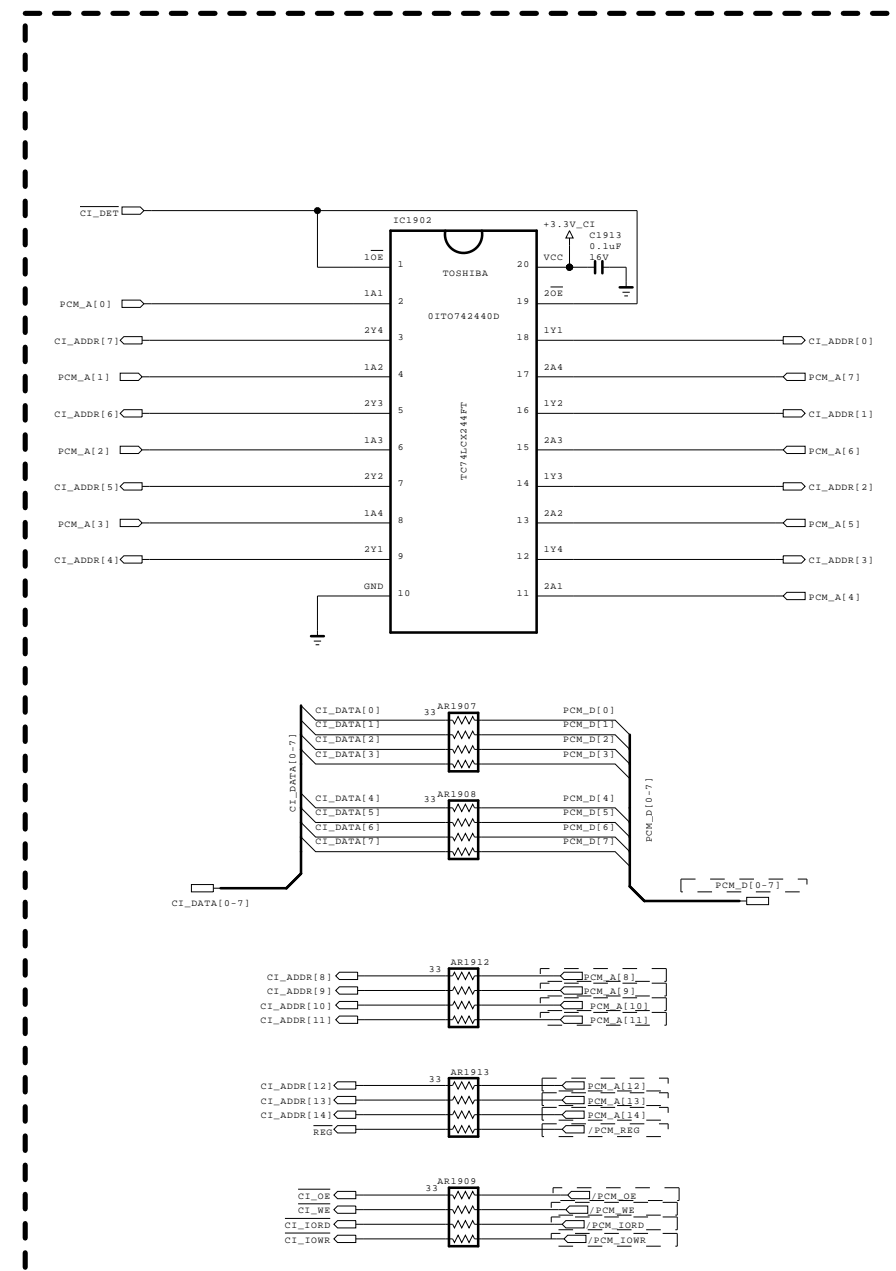 CI_DET
IC1902
+3.3V_CI
C1913
0.1uF
16V
1OE 1 20 VCC
TOSHIBA
PCM_A[0] 1A1 2 19 2OE
0ITO742440D
CI_ADDR[7] 2Y4 3 18 1Y1 CI_ADDR[0]
PCM_A[1] 1A2 4 17 2A4 PCM_A[7]
CI_ADDR[6] 2Y3 5 16 1Y2 CI_ADDR[1]
TC74LCX244FT
PCM_A[2] 1A3 6 15 2A3 PCM_A[6]
CI_ADDR[5] 2Y2 7 14 1Y3 CI_ADDR[2]
PCM_A[3] 1A4 8 13 2A2 PCM_A[5]
CI_ADDR[4] 2Y1 9 12 1Y4 CI_ADDR[3]
GND 10 11 2A1 PCM_A[4]
CI_DATA[0] 33 AR1907 PCM_D[0]
CI_DATA[1] PCM_D[1]
CI_DATA[2] PCM_D[2]
CI_DATA[3] PCM_D[3]
CI_DATA[0-7]
CI_DATA[4] 33 AR1908 PCM_D[4]
CI_DATA[5] PCM_D[5]
CI_DATA[6] PCM_D[6]
CI_DATA[7] PCM_D[7]
PCM_D[0-7]
PCM_D[0-7]
CI_DATA[0-7]
33 AR1912
CI_ADDR[8] PCM_A[8]
CI_ADDR[9] PCM_A[9]
CI_ADDR[10] PCM_A[10]
CI_ADDR[11] PCM_A[11]
33 AR1913
CI_ADDR[12] PCM_A[12]
CI_ADDR[13] PCM_A[13]
CI_ADDR[14] PCM_A[14]
REG /PCM_REG
33 AR1909
CI_OE /PCM_OE
CI_WE /PCM_WE
CI_IORD /PCM_IORD
CI_IOWR /PCM_IOWR